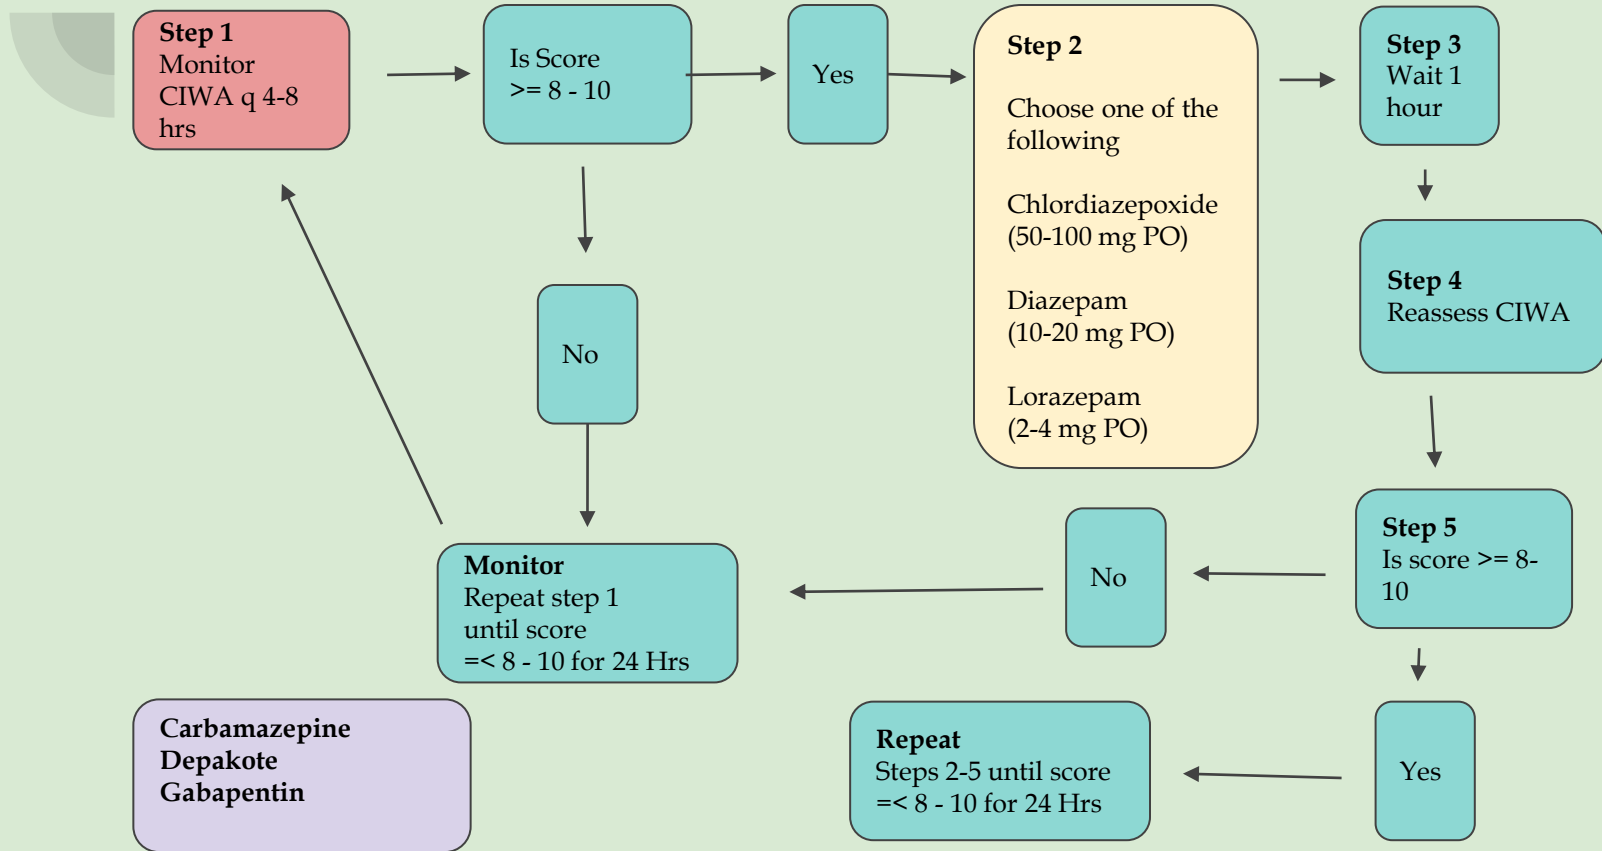 Step 1
Monitor
CIWA q 4-8
hrs
Is Score
>= 8 - 10
Yes
Step 2
Choose one of the
following
Chlordiazepoxide
(50-100 mg PO)
Diazepam
(10-20 mg PO)
Lorazepam
(2-4 mg PO)
Step 3
Wait 1
hour
Step 4
Reassess CIWA
Step 5
Is score >= 8-
10
No
Yes
Repeat
Steps 2-5 until score
=< 8 - 10 for 24 Hrs
No
Monitor
Repeat step 1
until score
=< 8 - 10 for 24 Hrs
Carbamazepine
Depakote
Gabapentin